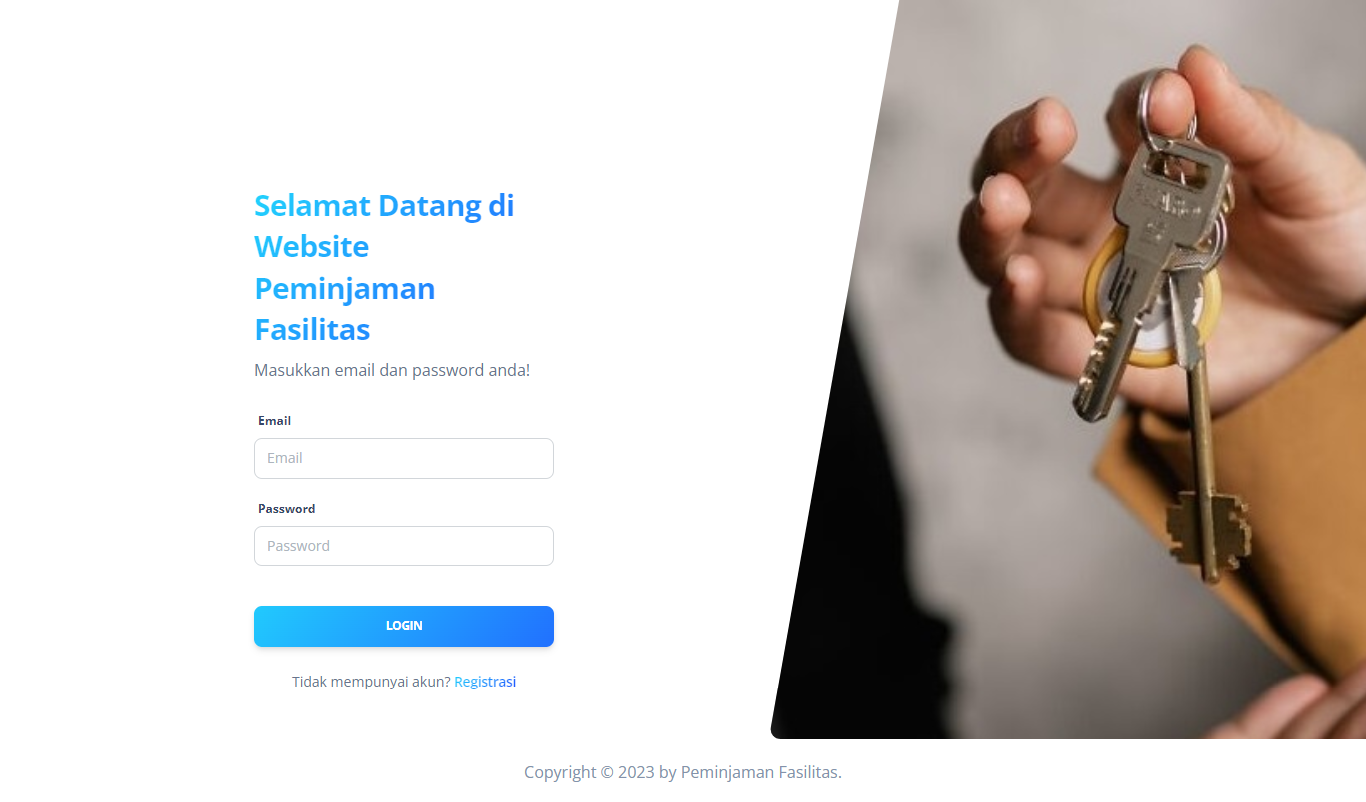 Selamat Datang di
Website
Peminjaman
Fasilitas
Masukkan email dan password anda!
Email
Email
Password
Password
LOGIN
Tidak mempunyai akun? Registrasi
Copyright © 2023 by Peminjaman Fasilitas.